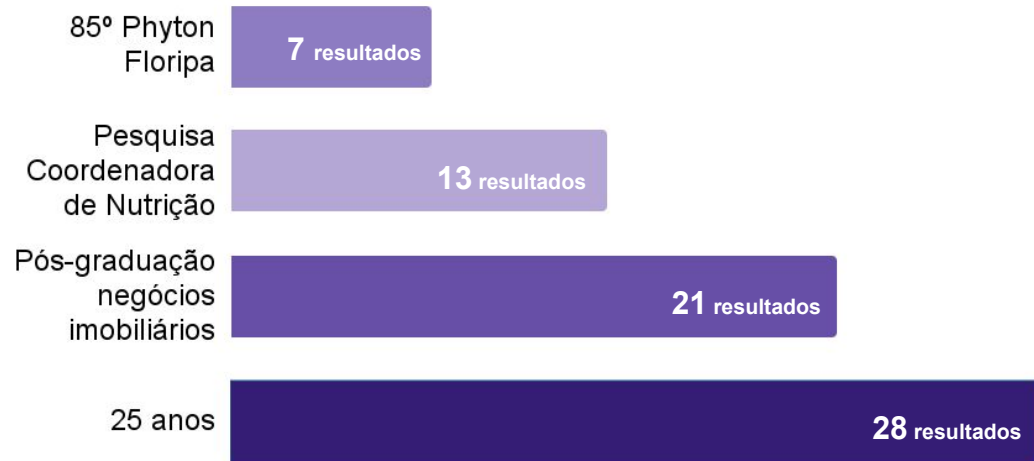 85º Phyton
Floripa
7 resultados
Pesquisa
Coordenadora
de Nutrição
13 resultados
Pós-graduação
negócios
imobiliários
21 resultados
25 anos
28 resultados